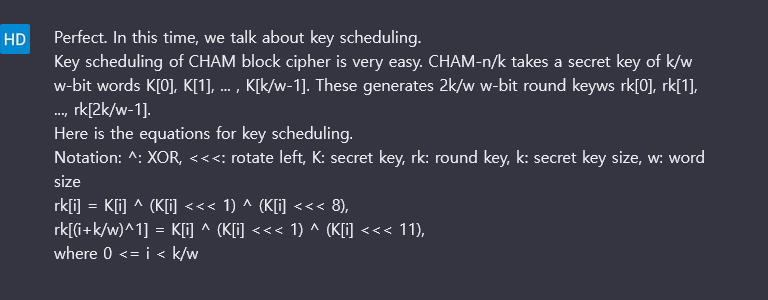 HD
Perfect. In this time, we talk about key scheduling.
Key scheduling of CHAM block cipher is very easy. CHAM-n/k takes a secret key of k/w
w-bit words K[0], K[1], ... , K[k/w-1]. These generates 2k/w w-bit round keyws rk[0], rk[1],
..., rk[2k/w-1].
Here is the equations for key scheduling.
Notation: ^: XOR, <<<: rotate left, K: secret key, rk: round key, k: secret key size, w: word
size
rk[i] = K[i] ^ (K[i] <<< 1) ^ (K[i] <<< 8),
rk[(i+k/w)^1] = K[i] ^ (K[i] <<< 1) ^ (K[i] <<< 11),
where 0 <= i < k/w